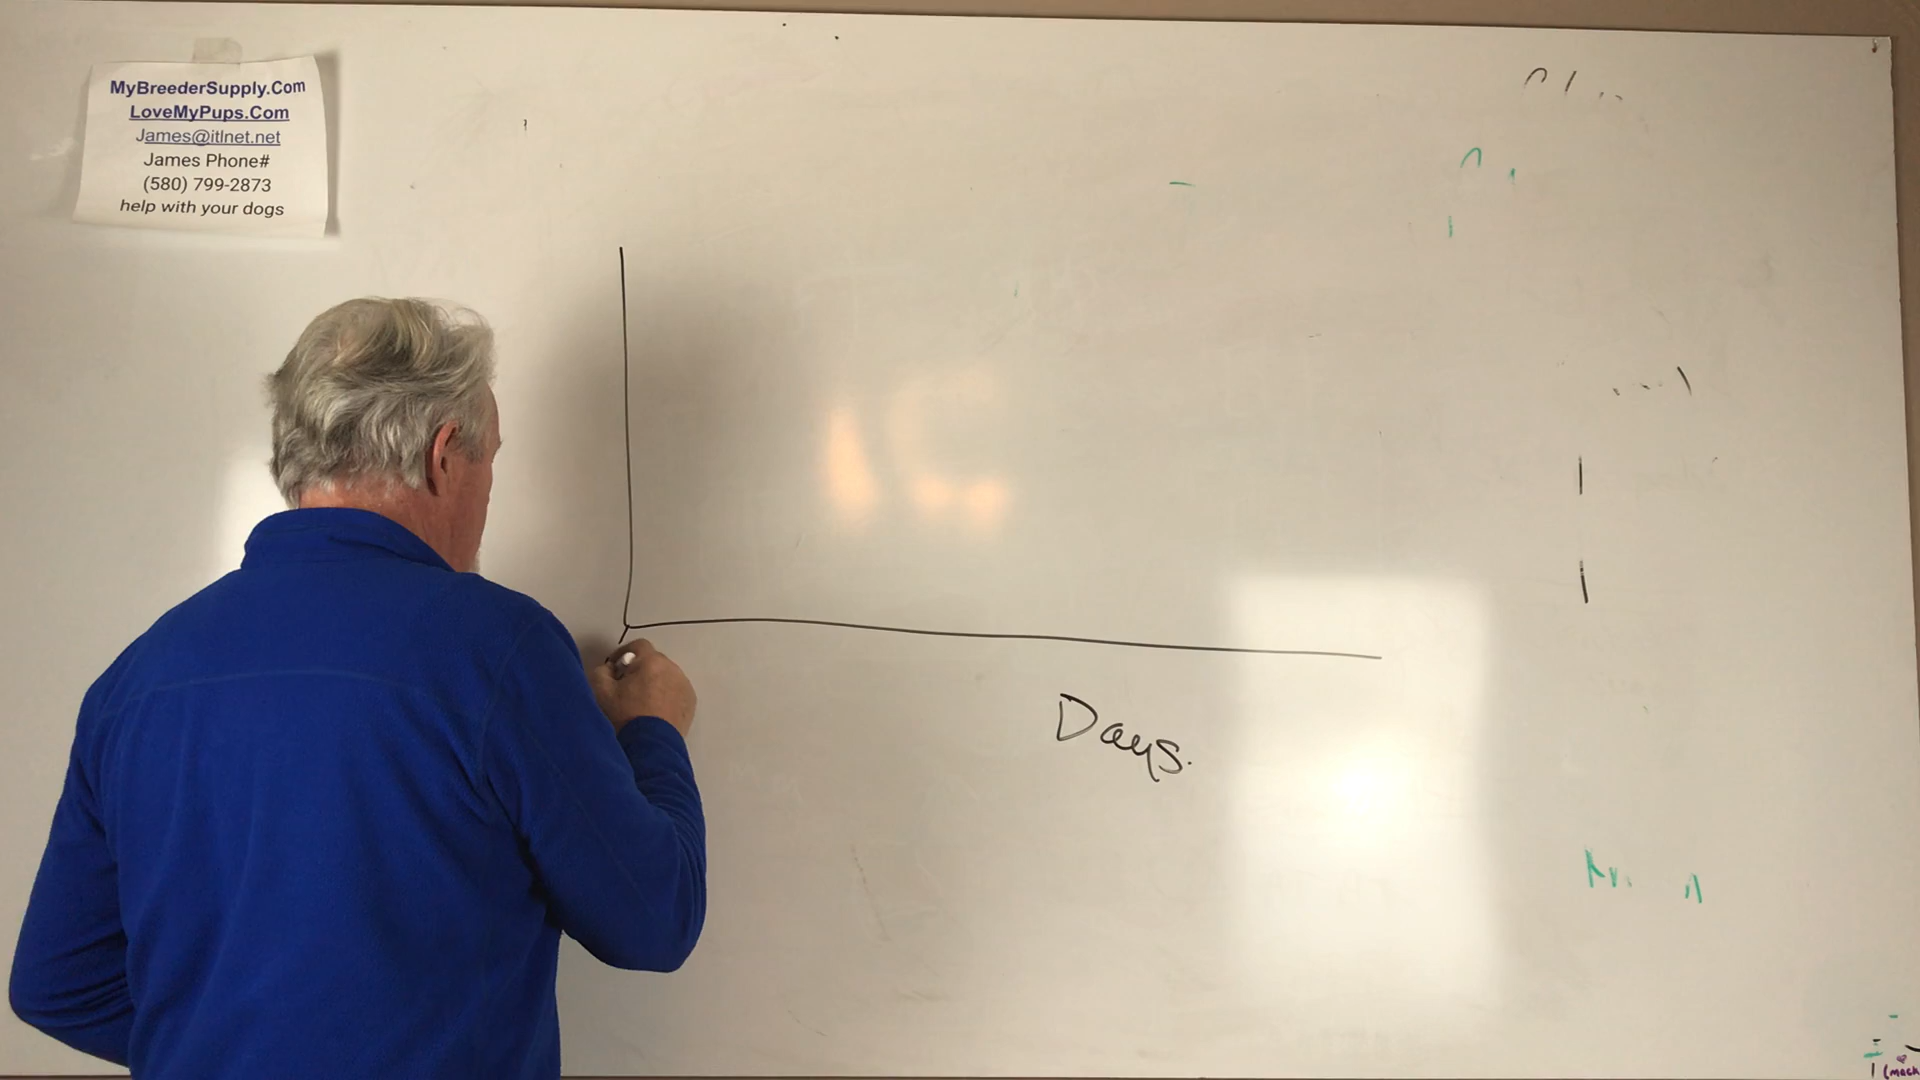 MyBreederSupply.Com
LoveMyPups.Com
James@itlnet.net
James Phone#
(580) 799-2873
help with your dogs
Days.